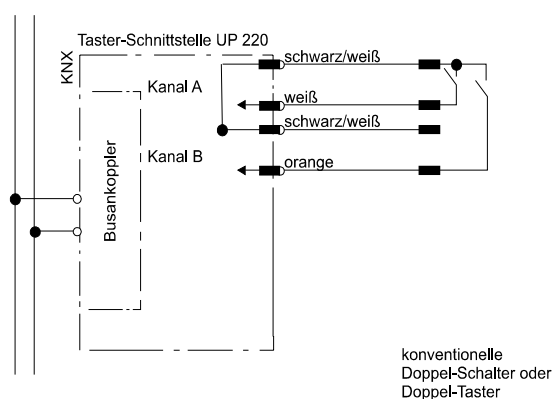 Taster-Schnittstelle UP 220
KNX
schwarz/weiß
Kanal A
weiß
schwarz/weiß
Kanal B
orange
Busankoppler
konventionelle
Doppel-Schalter oder
Doppel-Taster